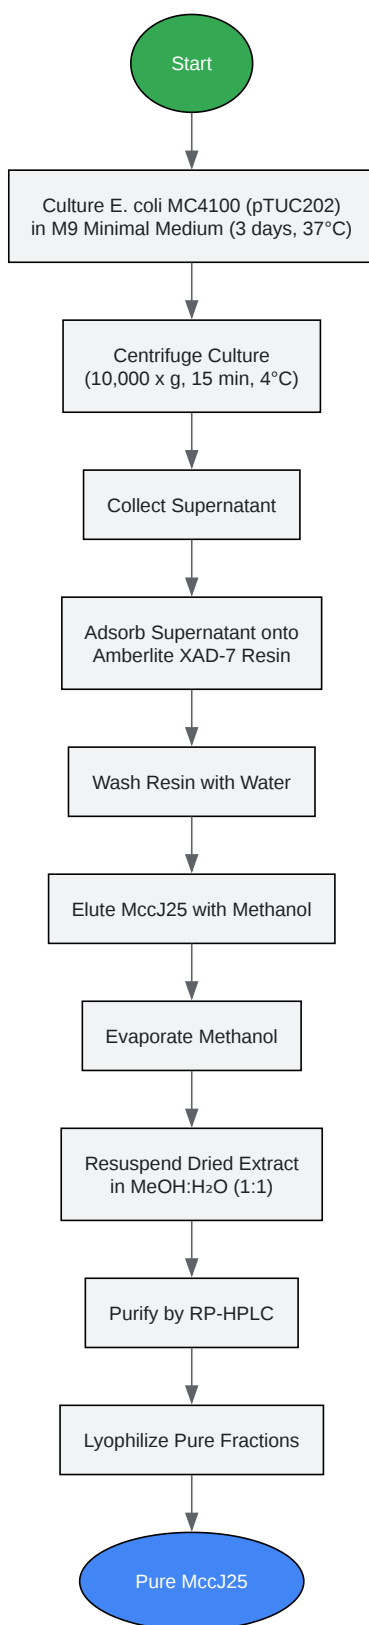 Start
Culture E. coli MC4100 (pTUC202)
in M9 Minimal Medium (3 days, 37°C)
Centrifuge Culture
(10,000 x g, 15 min, 4°C)
Collect Supernatant
Adsorb Supernatant onto
Amberlite XAD-7 Resin
Wash Resin with Water
Elute MccJ25 with Methanol
Evaporate Methanol
Resuspend Dried Extract
in MeOH:H₂O (1:1)
Purify by RP-HPLC
Lyophilize Pure Fractions
Pure MccJ25